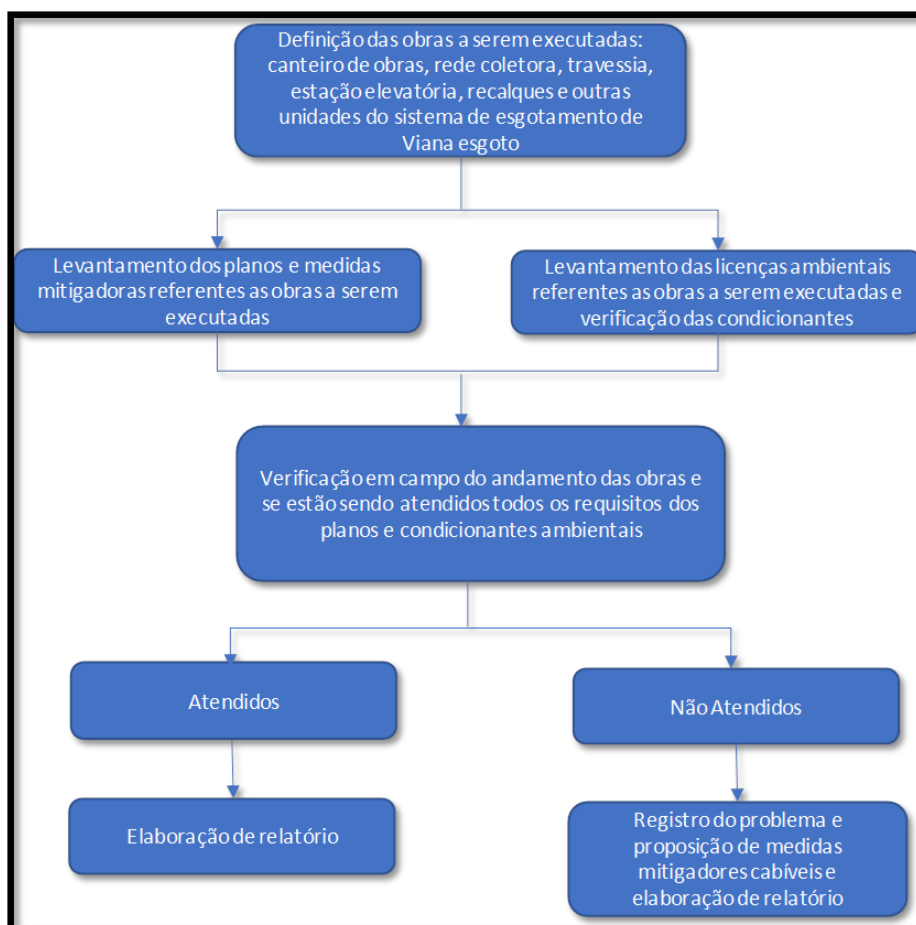 Definição das obras a serem executadas:
canteiro de obras, rede coletora, travessia,
estação elevatória, recalques e outras
unidades do sistema de esgotamento de
Viana esgoto
Levantamento dos planos e medidas
mitigadoras referentes as obras a serem
executadas
Levantamento das licenças ambientais
referentes as obras a serem executadas e
verificação das condicionantes
Verificação em campo do andamento das obras e
se estão sendo atendidos todos os requisitos dos
planos e condicionantes ambientais
Atendidos
Não Atendidos
Elaboração de relatório
Registro do problema e
proposição de medidas
mitigadores cabíveis e
elaboração de relatório